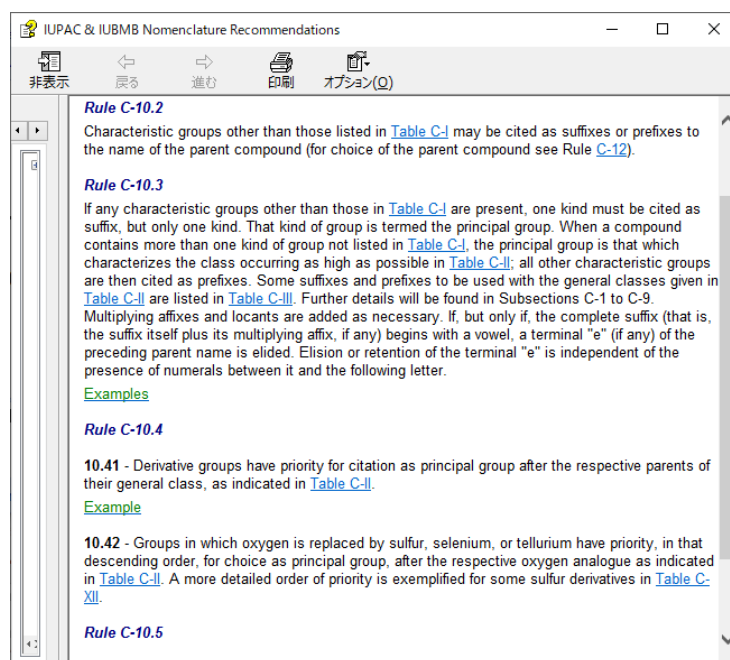 IUPAC & IUBMB Nomenclature Recommendations
非表示
戻る
進む
印刷
オプション(O)
Rule C-10.2
Characteristic groups other than those listed in Table C-I may be cited as suffixes or prefixes to
the name of the parent compound (for choice of the parent compound see Rule C-12).
Rule C-10.3
If any characteristic groups other than those in Table C-I are present, one kind must be cited as
suffix, but only one kind. That kind of group is termed the principal group. When a compound
contains more than one kind of group not listed in Table C-I, the principal group is that which
characterizes the class occurring as high as possible in Table C-II; all other characteristic groups
are then cited as prefixes. Some suffixes and prefixes to be used with the general classes given in
Table C-II are listed in Table C-III. Further details will be found in Subsections C-1 to C-9.
Multiplying affixes and locants are added as necessary. If, but only if, the complete suffix (that is,
the suffix itself plus its multiplying affix, if any) begins with a vowel, a terminal "e" (if any) of the
preceding parent name is elided. Elision or retention of the terminal "e" is independent of the
presence of numerals between it and the following letter.
Examples
Rule C-10.4
10.41 - Derivative groups have priority for citation as principal group after the respective parents of
their general class, as indicated in Table C-II.
Example
10.42 - Groups in which oxygen is replaced by sulfur, selenium, or tellurium have priority, in that
descending order, for choice as principal group, after the respective oxygen analogue as indicated
in Table C-II. A more detailed order of priority is exemplified for some sulfur derivatives in Table C-
XII.
Rule C-10.5